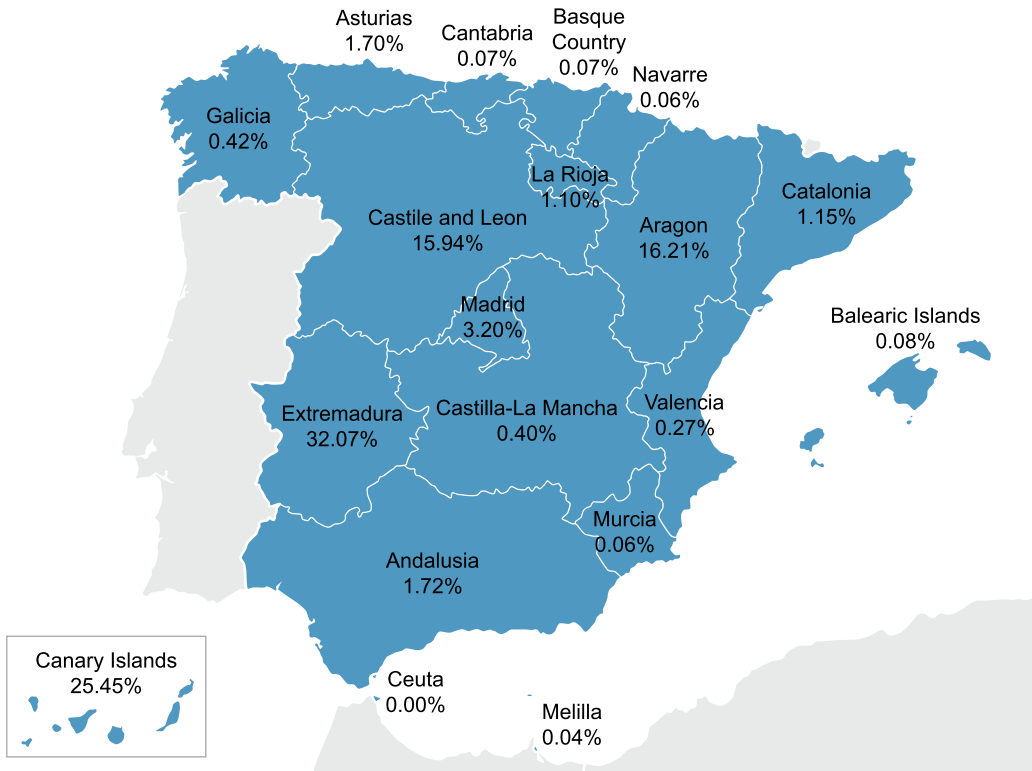 Asturias
1.70%
Cantabria
0.07%
Basque
Country
0.07%
Navarre
0.06%
Galicia
0.42%
La Rioja
1.10%
Catalonia
1.15%
Castile and Leon
15.94%
Aragon
16.21%
Madrid
3.20%
Balearic Islands
0.08%
Extremadura
32.07%
Castilla-La Mancha
0.40%
Valencia
0.27%
Murcia
0.06%
Andalusia
1.72%
Canary Islands
25.45%
Ceuta
0.00%
Melilla
0.04%